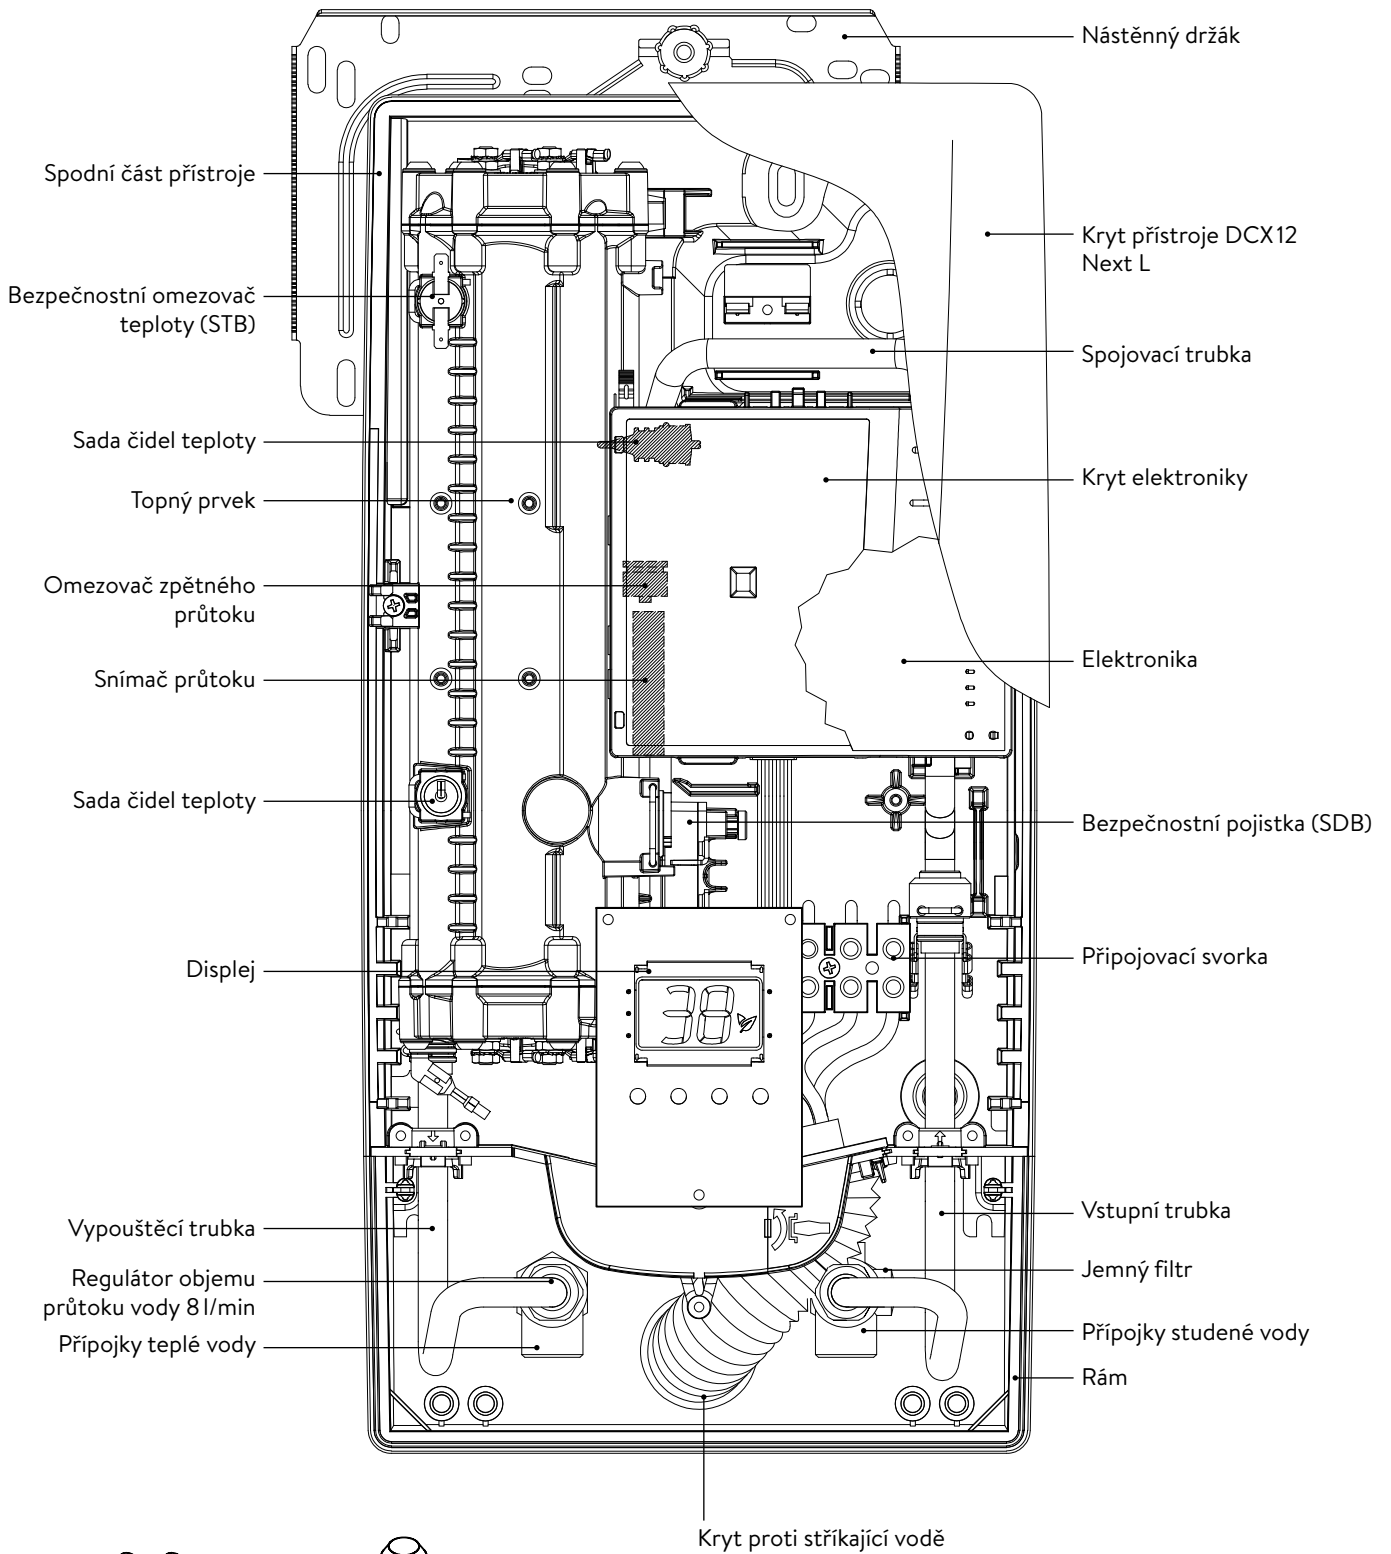 Nástěnný držák
Spodní část přístroje
Kryt přístroje DCX12
Next L
Bezpečnostní omezovač
teploty (STB)
Spojovací trubka
Sada čidel teploty
Kryt elektroniky
Topný prvek
Omezovač zpětného
průtoku
Elektronika
Snímač průtoku
Sada čidel teploty
Bezpečnostní pojistka (SDB)
Připojovací svorka
Displej
38
Vypouštěcí trubka
Vstupní trubka
Regulátor objemu
průtoku vody 8 l/min
Jemný filtr
Přípojky teplé vody
Přípojky studené vody
Rám
Kryt proti stříkající vodě